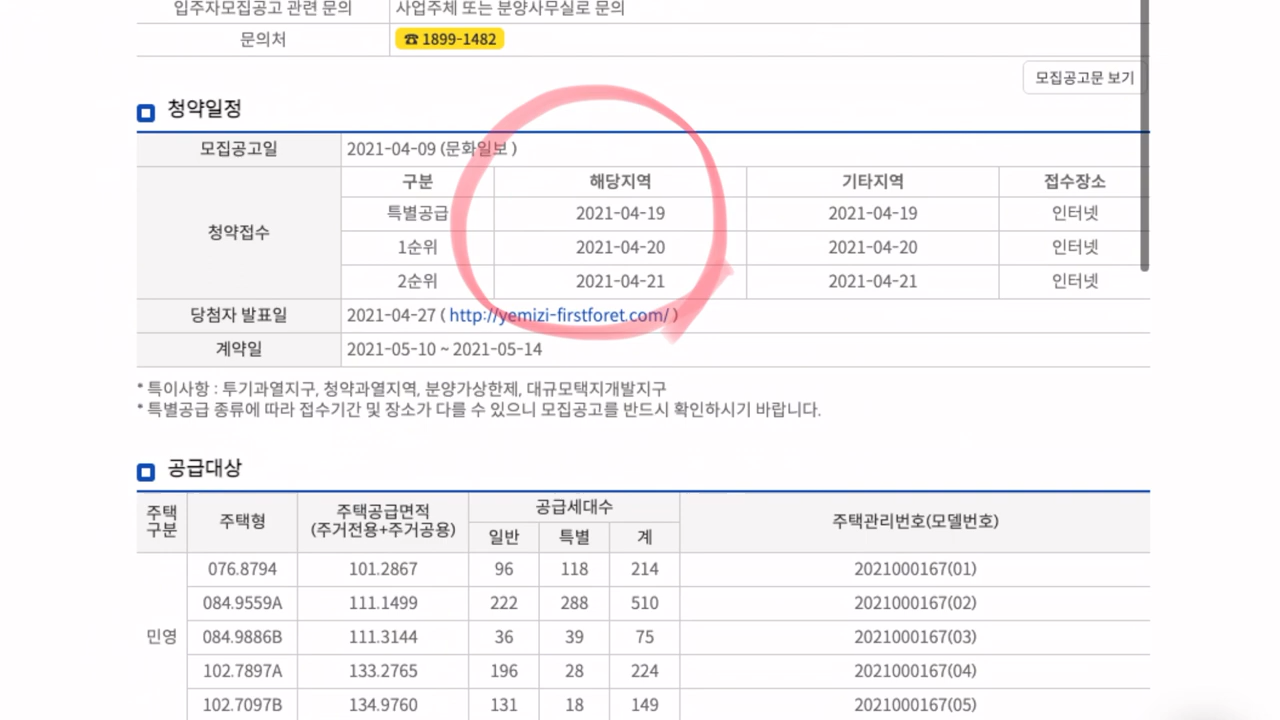 입주자모집공고 관련 문의 사업주체 또는 분양사무실로 문의
문의처 ☎ 1899-1482
모집공고문 보기
청약일정
모집공고일 2021-04-09 (문화일보 )
청약접수 구분 해당지역 기타지역 접수장소
특별공급 2021-04-19 2021-04-19 인터넷
1순위 2021-04-20 2021-04-20 인터넷
2순위 2021-04-21 2021-04-21 인터넷
당첨자 발표일 2021-04-27 ( http://yemizi-firstforet.com/ )
계약일 2021-05-10 ~ 2021-05-14
* 특이사항 : 투기과열지구, 청약과열지역, 분양가상한제, 대규모택지개발지구
* 특별공급 종류에 따라 접수기간 및 장소가 다를 수 있으니 모집공고를 반드시 확인하시기 바랍니다.
공급대상
주택 구분 주택형 주택공급면적 (주거전용+주거공용) 공급세대수 주택관리번호(모델번호)
일반 특별 계
민영 076.8794 101.2867 96 118 214 2021000167(01)
084.9559A 111.1499 222 288 510 2021000167(02)
084.9886B 111.3144 36 39 75 2021000167(03)
102.7897A 133.2765 196 28 224 2021000167(04)
102.7097B 134.9760 131 18 149 2021000167(05)